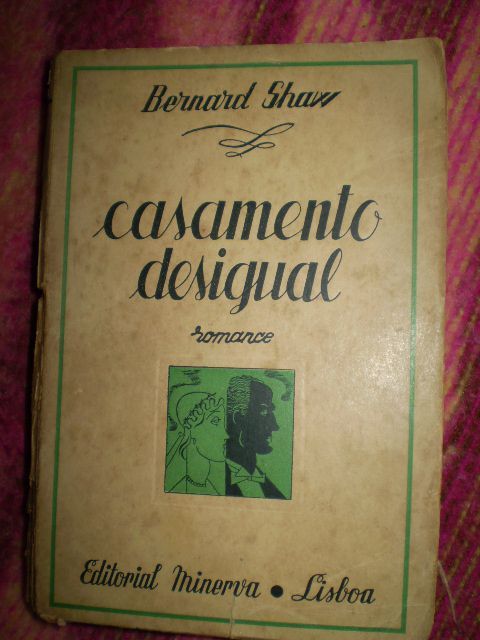 Bernard Shaw
casamento
desigual
romance
Editorial Minerva • Lisboa